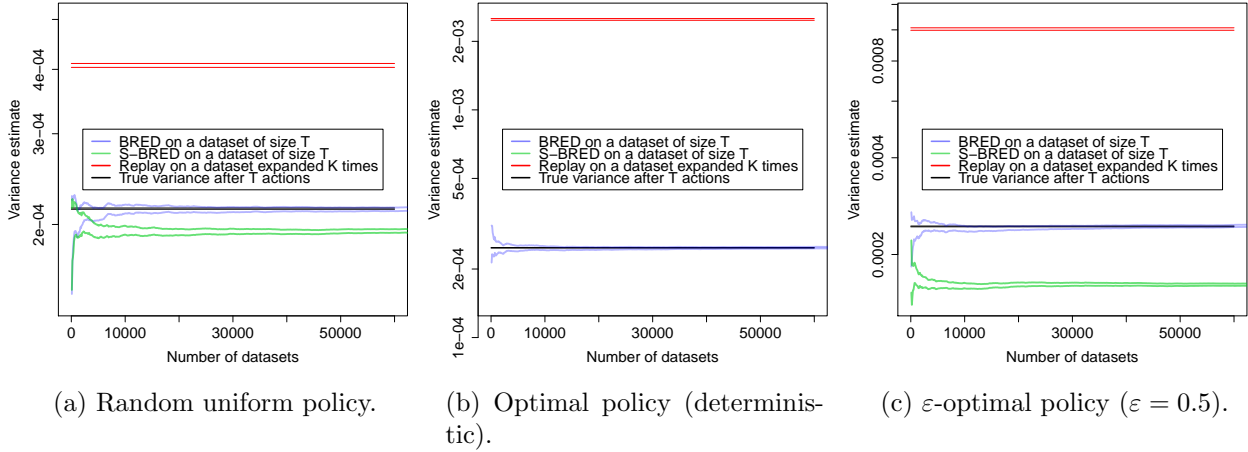 Variance estimate
4e−04
3e−04
2e−04
BRED on a dataset of size T
S−BRED on a dataset of size T
Replay on a dataset expanded K times
True variance after T actions
0 10000 30000 50000
Number of datasets
(a) Random uniform policy.
Variance estimate
2e−03
1e−03
5e−04
2e−04
1e−04
BRED on a dataset of size T
S−BRED on a dataset of size T
Replay on a dataset expanded K times
True variance after T actions
0 10000 30000 50000
Number of datasets
(b) Optimal policy (determinis-
tic).
Variance estimate
0.0008
0.0004
0.0002
BRED on a dataset of size T
S−BRED on a dataset of size T
Replay on a dataset expanded K times
True variance after T actions
0 10000 30000 50000
Number of datasets
(c) ε-optimal policy (ε = 0.5).